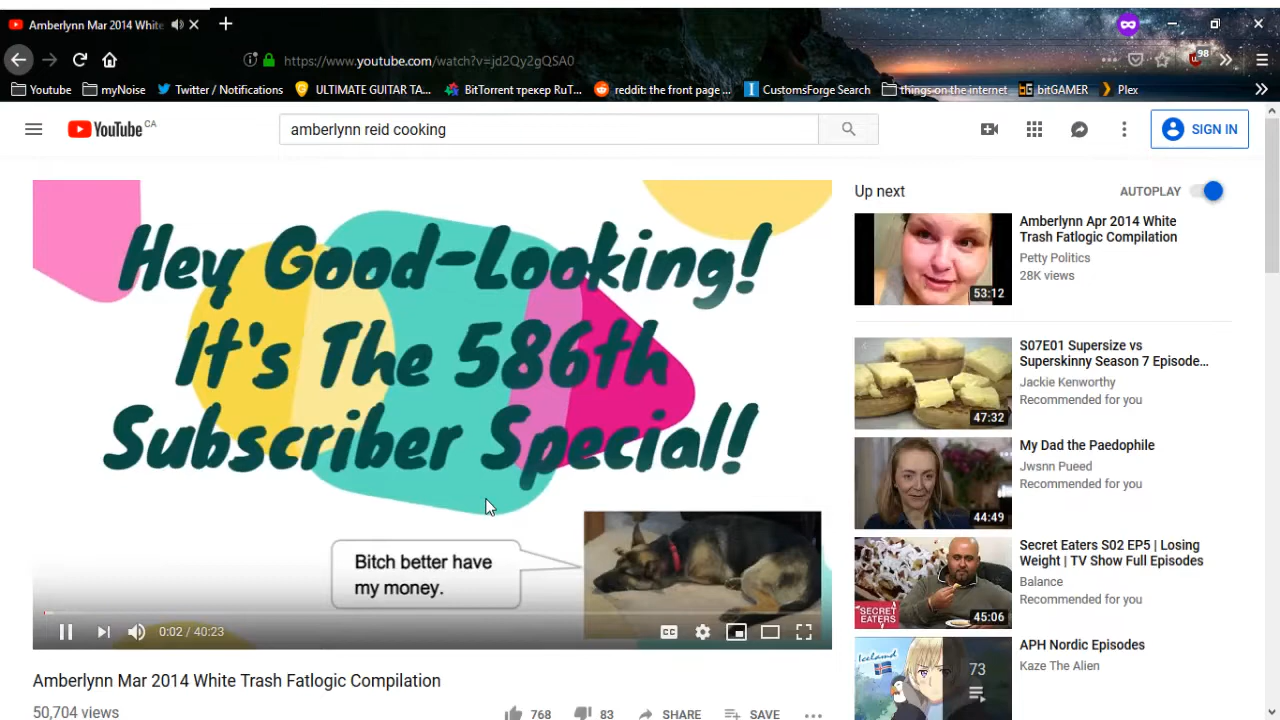 Amberlynn Mar 2014 White
https://www.youtube.com/watch?v=jd2Qy2gQSA0
98
Youtube
myNoise
Twitter / Notifications
ULTIMATE GUITAR TA...
BitTorrent трекер RuT...
reddit: the front page ...
CustomsForge Search
things on the internet
bitGAMER
Plex
YouTube CA
amberlynn reid cooking
SIGN IN
Hey Good-Looking!
It's The 586th
Subscriber Special!
Bitch better have
my money.
0:02 / 40:23
CC
Amberlynn Mar 2014 White Trash Fatlogic Compilation
50,704 views
768
83
SHARE
SAVE
Up next
AUTOPLAY
53:12
Amberlynn Apr 2014 White
Trash Fatlogic Compilation
Petty Politics
28K views
47:32
S07E01 Supersize vs
Superskinny Season 7 Episode...
Jackie Kenworthy
Recommended for you
44:49
My Dad the Paedophile
Jwsnn Pueed
Recommended for you
SECRET
EATERS
45:06
Secret Eaters S02 EP5 | Losing
Weight | TV Show Full Episodes
Balance
Recommended for you
Iceland
73
APH Nordic Episodes
Kaze The Alien